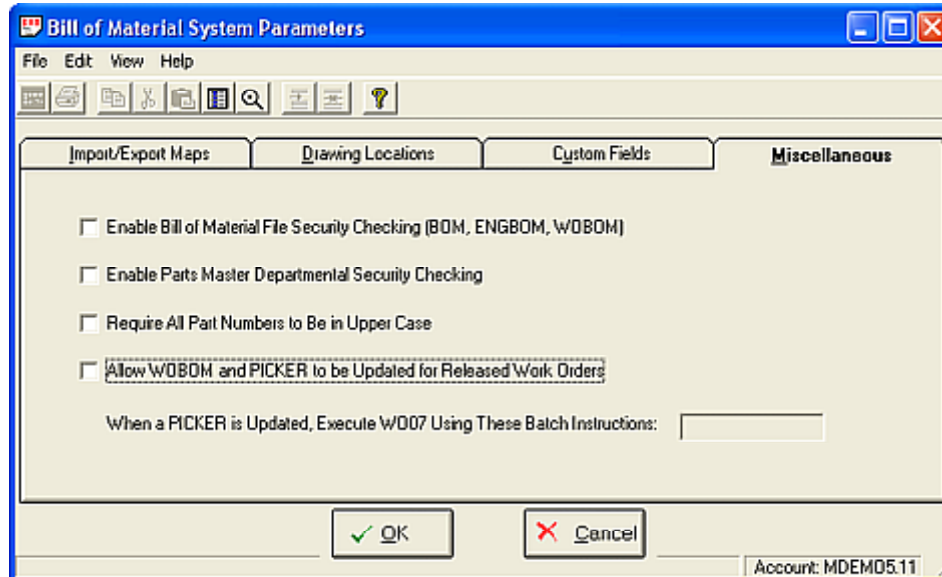 Bill of Material System Parameters
File Edit View Help
Import/Export Maps Drawing Locations Custom Fields Miscellaneous
Enable Bill of Material File Security Checking (BOM, ENGBOM, WOBOM)
Enable Parts Master Departmental Security Checking
Require All Part Numbers to Be in Upper Case
Allow WOBOM and PICKER to be Updated for Released Work Orders
When a PICKER is Updated, Execute WO07 Using These Batch Instructions:
OK Cancel
Account: MDEMO5.11